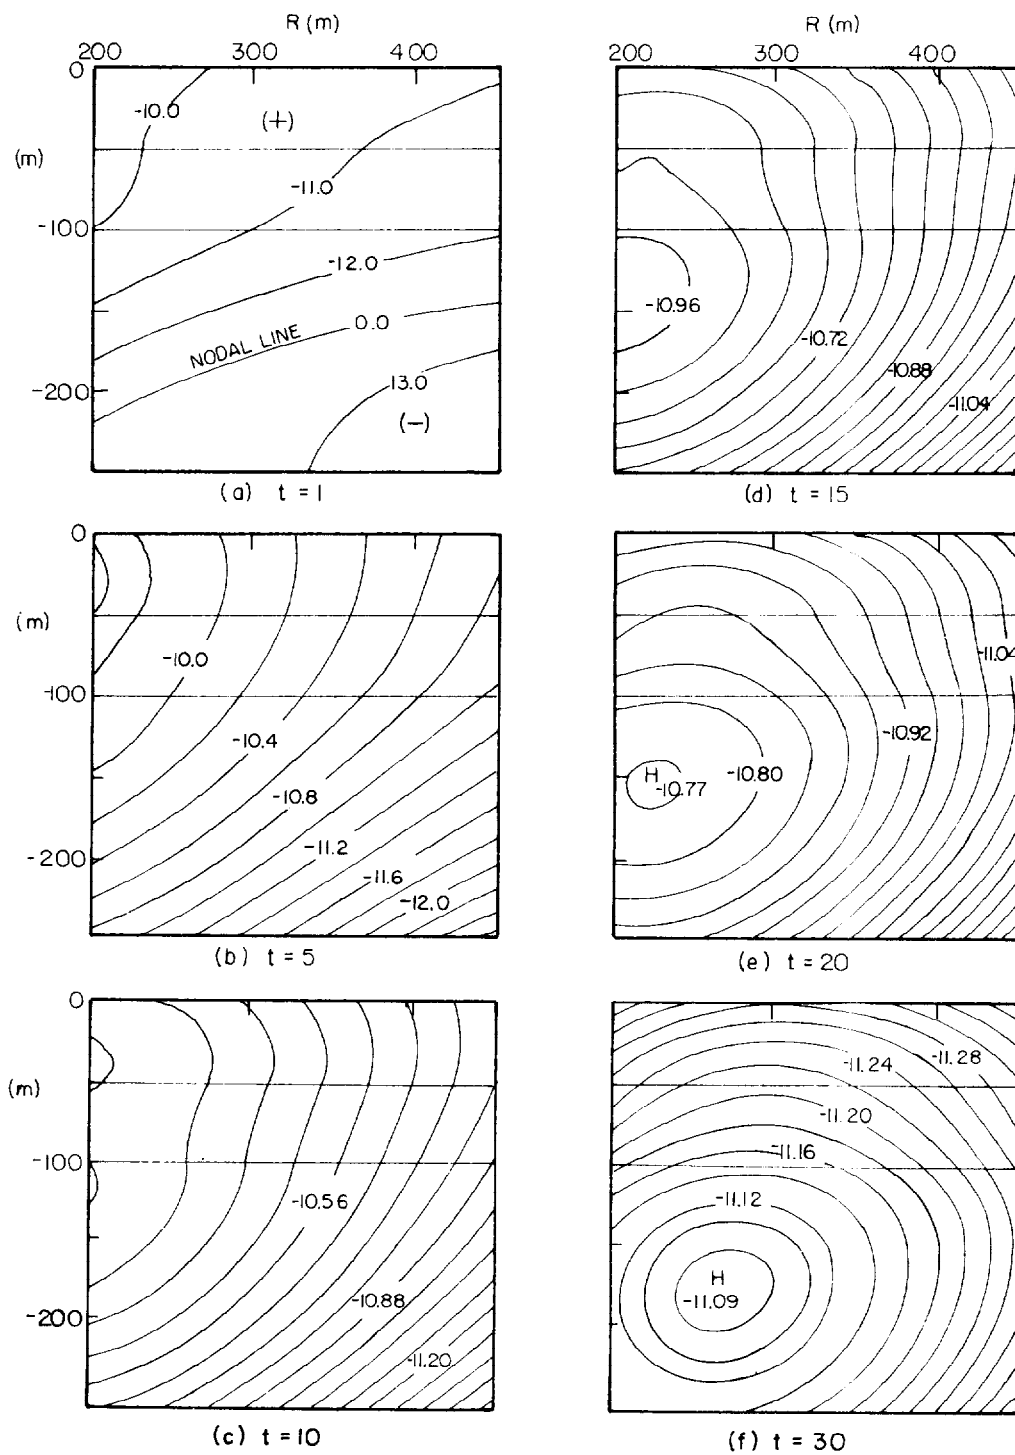 R (m)
200 300 400
0
(m)
-100
-200
-10.0
(+)
-11.0
-12.0
0.0
NODAL LINE
13.0
(-)
(a) t = 1
R (m)
200 300 400
-10.96
-10.72
-10.88
-11.04
(d) t = 15
0
(m)
-100
-200
-10.0
-10.4
-10.8
-11.2
-11.6
-12.0
(b) t = 5
-11.04
-10.92
H
-10.77
-10.80
(e) t = 20
0
(m)
-100
-200
-10.56
-10.88
-11.20
(c) t = 10
-11.28
-11.24
-11.20
-11.16
-11.12
H
-11.09
(f) t = 30